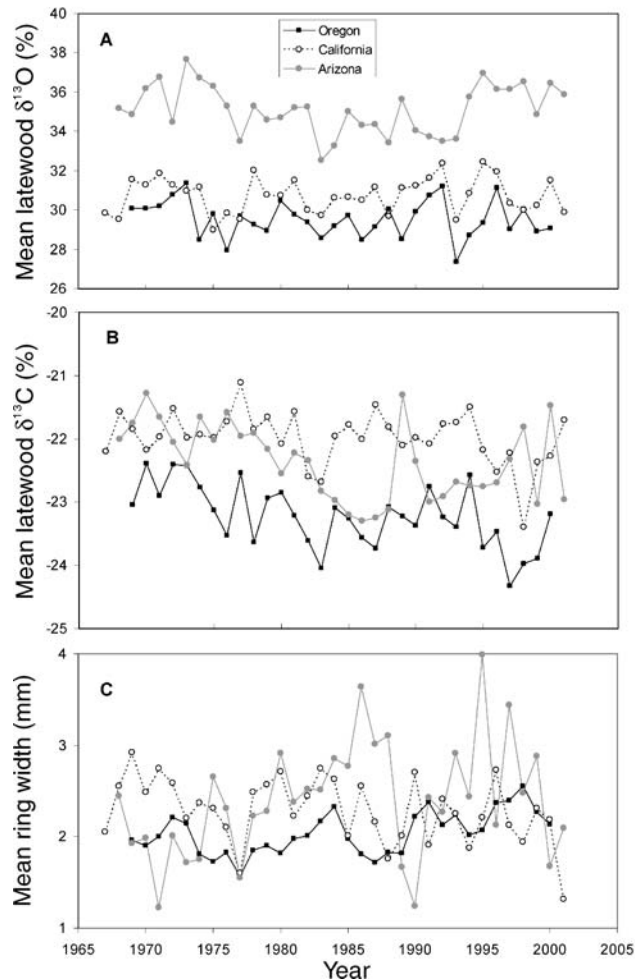 A
Oregon
California
Arizona
Mean latewood δ¹³O (%)
38
36
34
32
30
28
26
B
Mean latewood δ¹³C (%)
-20
-21
-22
-23
-24
-25
C
Mean ring width (mm)
4
3
2
1
1965 1970 1975 1980 1985 1990 1995 2000 2005
Year